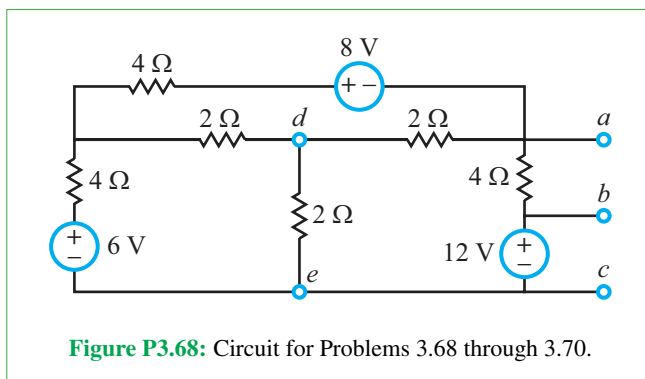 8 V
4 Ω
+ −
2 Ω
d
2 Ω
a
4 Ω
4 Ω
b
2 Ω
+
−
6 V
12 V
+
−
e
c
Figure P3.68: Circuit for Problems 3.68 through 3.70.